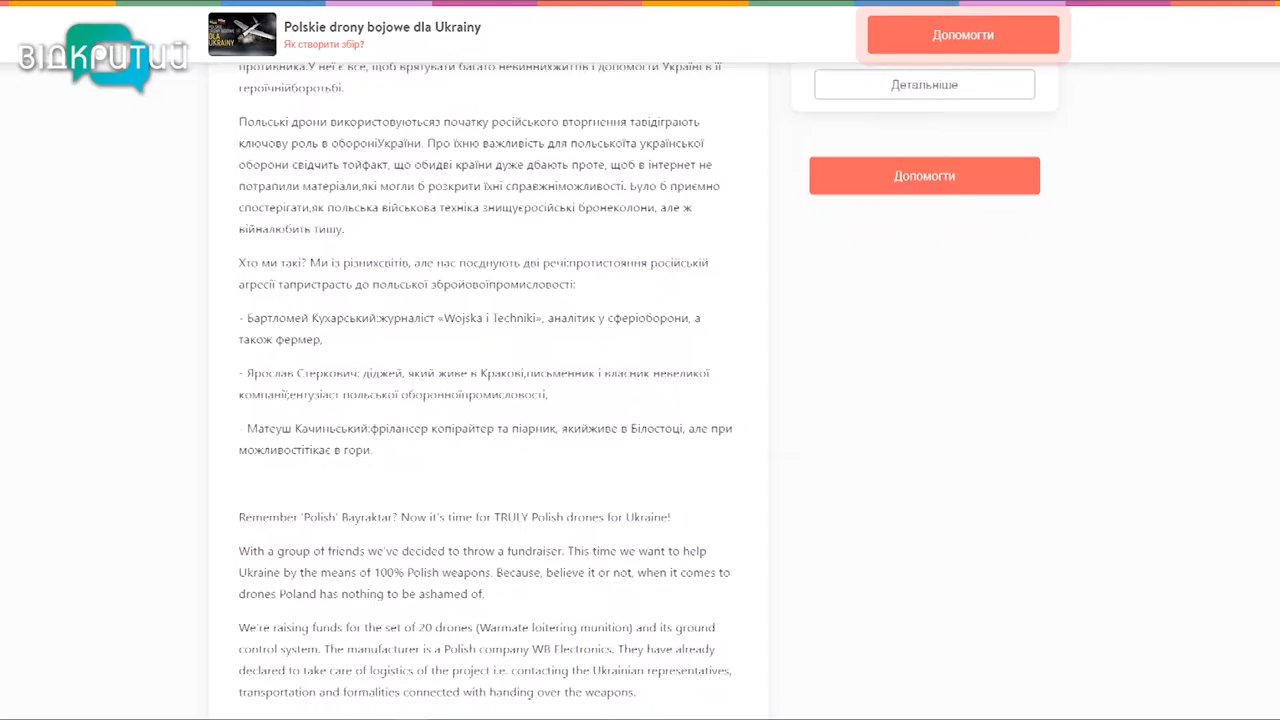 Polskie drony bojowe dla Ukrainy
Як створити збір?
Допомогти
ВІДКРИТИЙ
противника.У неї є все, щоб врятувати багато невиннихжиттів і допомогти Україні в її
героїчнійборотьбі.
Детальніше
Допомогти
Польські дрони використовуютьсяз початку російського вторгнення тавідіграють
ключову роль в обороніУкраїни. Про їхню важливість для польськоїта української
оборони свідчить тойфакт, що обидві країни дуже дбають проте, щоб в інтернет не
потрапили матеріали,які могли б розкрити їхні справжніможливості. Було б приємно
спостерігати,як польська військова техніка знищуєросійські бронеколони, але ж
війналюбить тишу.
Хто ми такі? Ми із різнихсвітів, але нас поєднують дві речі:протистояння російській
агресії тапристрасть до польської збройовоїпромисловості:
- Бартломей Кухарський:журналіст «Wojska i Techniki», аналітик у сферіоборони, а
також фермер,
- Ярослав Стеркович: діджей, який живе в Кракові,письменник і власник невеликої
компанії;ентузіаст польської оборонноїпромисловості,
- Матеуш Качиньський:фрілансер копірайтер та піарник, якийживе в Білостоці, але при
можливостітікає в гори.
Remember 'Polish' Bayraktar? Now it's time for TRULY Polish drones for Ukraine!
With a group of friends we've decided to throw a fundraiser. This time we want to help
Ukraine by the means of 100% Polish weapons. Because, believe it or not, when it comes to
drones Poland has nothing to be ashamed of.
We're raising funds for the set of 20 drones (Warmate loitering munition) and its ground
control system. The manufacturer is a Polish company WB Electronics. They have already
declared to take care of logistics of the project i.e. contacting the Ukrainian representatives,
transportation and formalities connected with handing over the weapons.